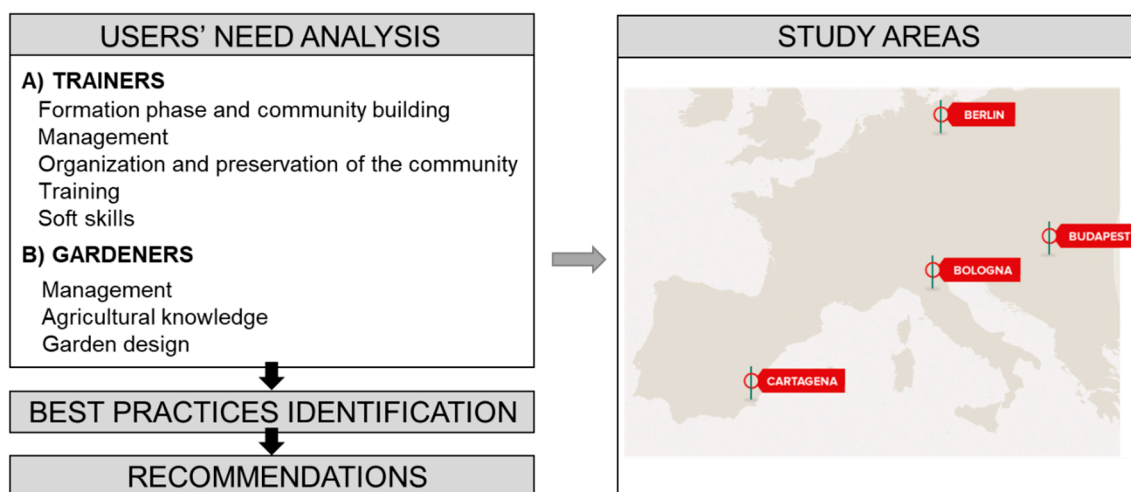 USERS' NEED ANALYSIS
A) TRAINERS
Formation phase and community building
Management
Organization and preservation of the community
Training
Soft skills
B) GARDENERS
Management
Agricultural knowledge
Garden design
BEST PRACTICES IDENTIFICATION
RECOMMENDATIONS
STUDY AREAS
BERLIN
BUDAPEST
BOLOGNA
CARTAGENA